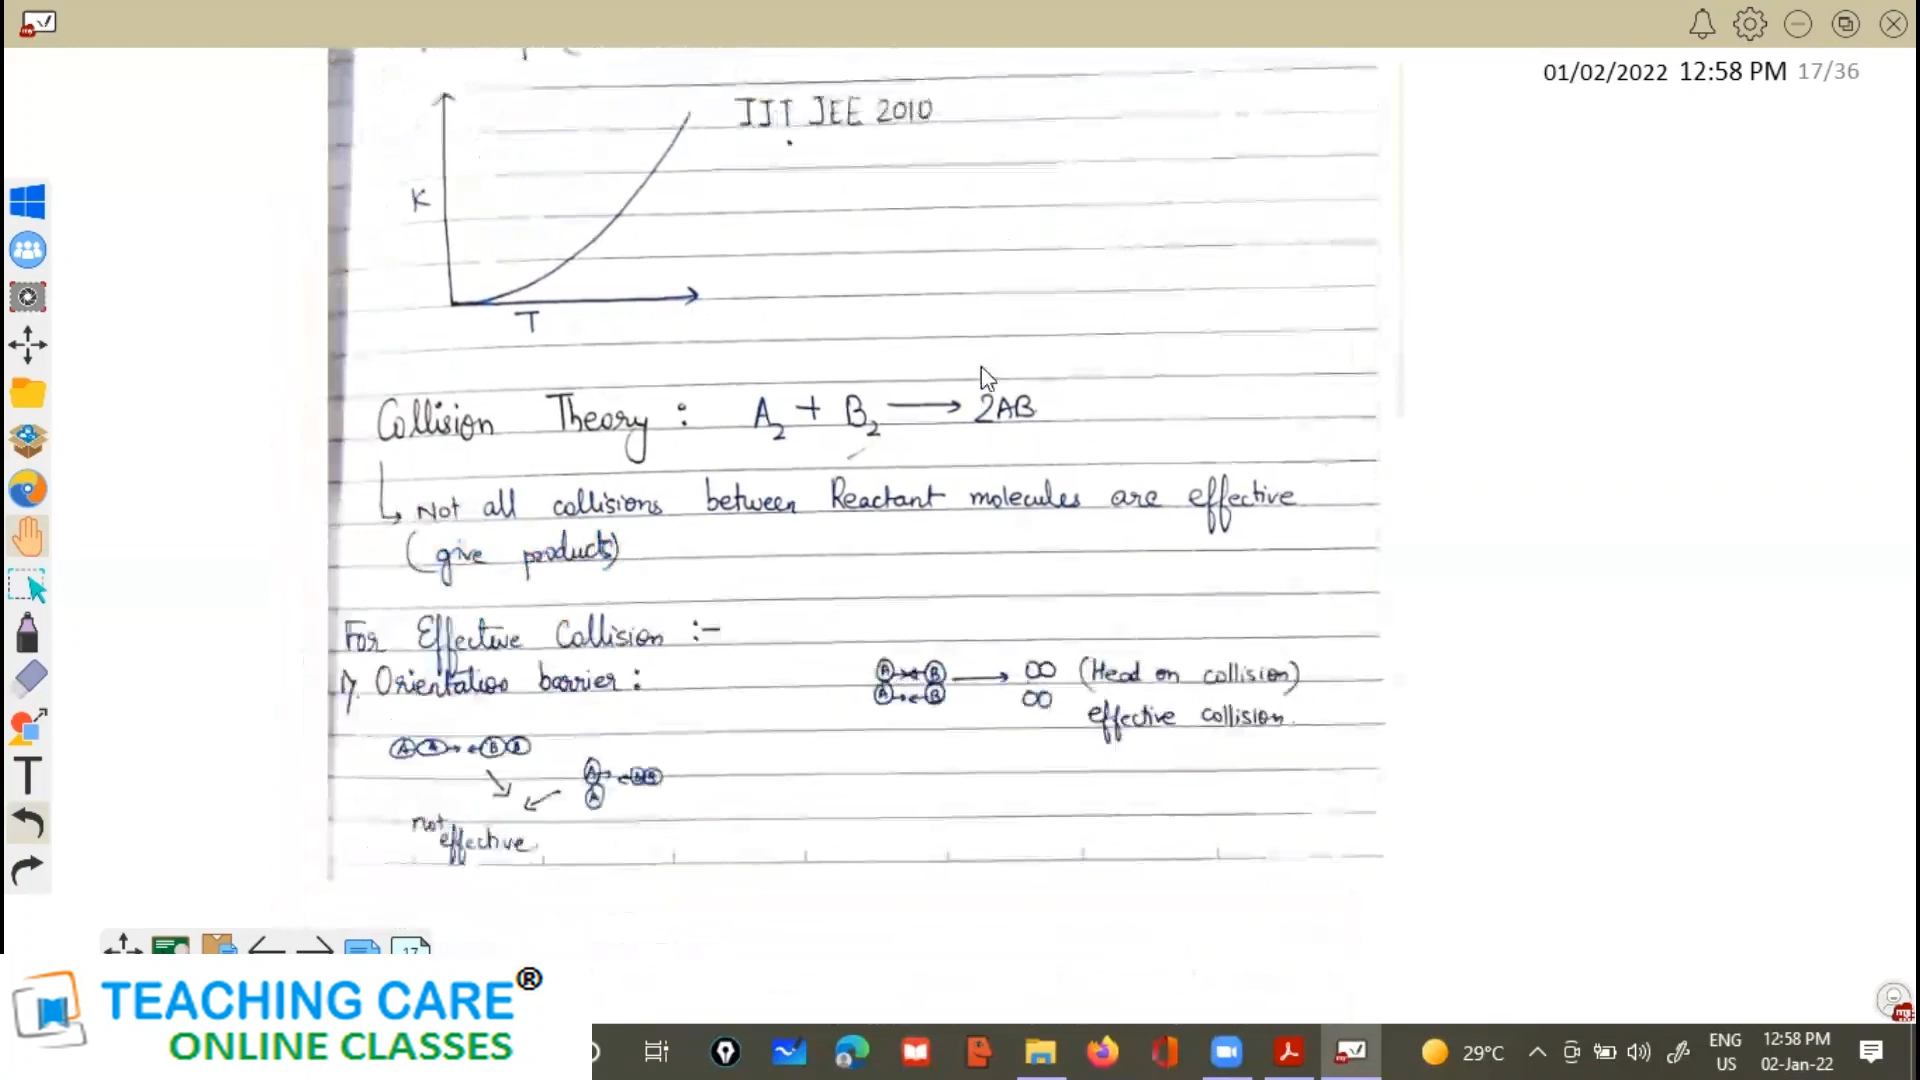 01/02/2022 12:58 PM 17/36
IIT JEE 2010
K
T
Collision Theory : A₂ + B₂ ⟶ 2AB
↳ Not all collisions between Reactant molecules are effective
(give products)
For Effective Collision :-
1). Orientation barrier :
A B ⟶ (Head on collision)
A B effective collision.
A A B B
A B B
A
not effective
T
17
TEACHING CARE®
ONLINE CLASSES
29°C
ENG
US
12:58 PM
02-Jan-22